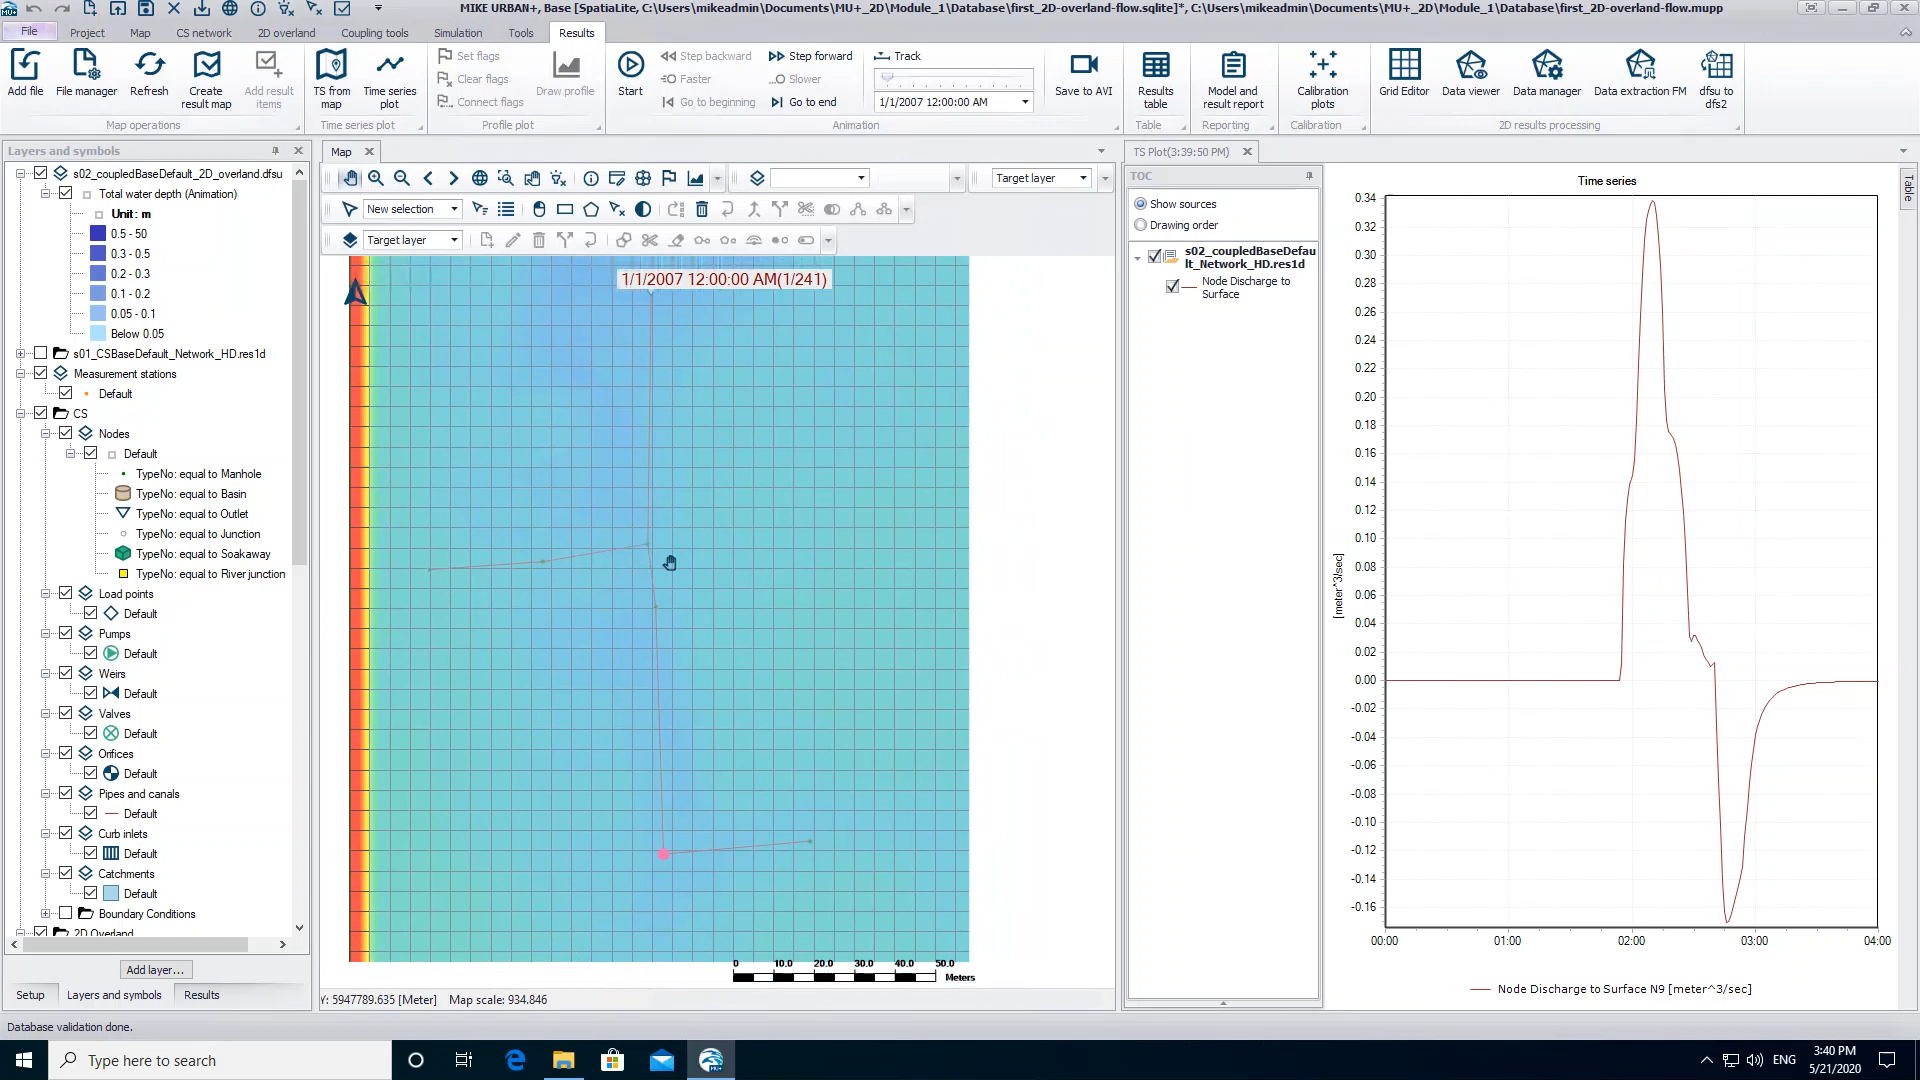 MIKE URBAN+, Base [SpatiaLite, C:\Users\mikeadmin\Documents\MU+_2D\Module_1\Database\first_2D-overland-flow.sqlite]*, C:\Users\mikeadmin\Documents\MU+_2D\Module_1\Database\first_2D-overland-flow.mupp
File Project Map CS network 2D overland Coupling tools Simulation Tools Results
Add file
File manager
Refresh
Create result map
Add result items
Map operations
TS from map
Time series plot
Time series plot
Set flags
Clear flags
Connect flags
Draw profile
Profile plot
Start
Step backward
Faster
Go to beginning
Step forward
Slower
Go to end
Track
1/1/2007 12:00:00 AM
Animation
Save to AVI
Results table
Table
Model and result report
Reporting
Calibration plots
Calibration
Grid Editor
Data viewer
Data manager
Data extraction FM
dfsu to dfs2
2D results processing
Layers and symbols
s02_coupledBaseDefault_2D_overland.dfsu
Total water depth (Animation)
Unit: m
0.5 - 50
0.3 - 0.5
0.2 - 0.3
0.1 - 0.2
0.05 - 0.1
Below 0.05
s01_CSBaseDefault_Network_HD.res1d
Measurement stations
Default
CS
Nodes
Default
TypeNo: equal to Manhole
TypeNo: equal to Basin
TypeNo: equal to Outlet
TypeNo: equal to Junction
TypeNo: equal to Soakaway
TypeNo: equal to River junction
Load points
Default
Pumps
Default
Weirs
Default
Valves
Default
Orifices
Default
Pipes and canals
Default
Curb inlets
Default
Catchments
Default
Boundary Conditions
2D Overland
Add layer...
Setup Layers and symbols Results
Database validation done.
Map
Target layer
New selection
Target layer
1/1/2007 12:00:00 AM(1/241)
0 10.0 20.0 30.0 40.0 50.0
Meters
Y: 5947789.635 [Meter] Map scale: 934.846
TS Plot(3:39:50 PM)
TOC
Show sources
Drawing order
s02_coupledBaseDefau
lt_Network_HD.res1d
Node Discharge to
Surface
Time series
[meter^3/sec]
0.34
0.32
0.30
0.28
0.26
0.24
0.22
0.20
0.18
0.16
0.14
0.12
0.10
0.08
0.06
0.04
0.02
0.00
-0.02
-0.04
-0.06
-0.08
-0.10
-0.12
-0.14
-0.16
00:00 01:00 02:00 03:00 04:00
Node Discharge to Surface N9 [meter^3/sec]
Table
Type here to search
ENG
3:40 PM
5/21/2020